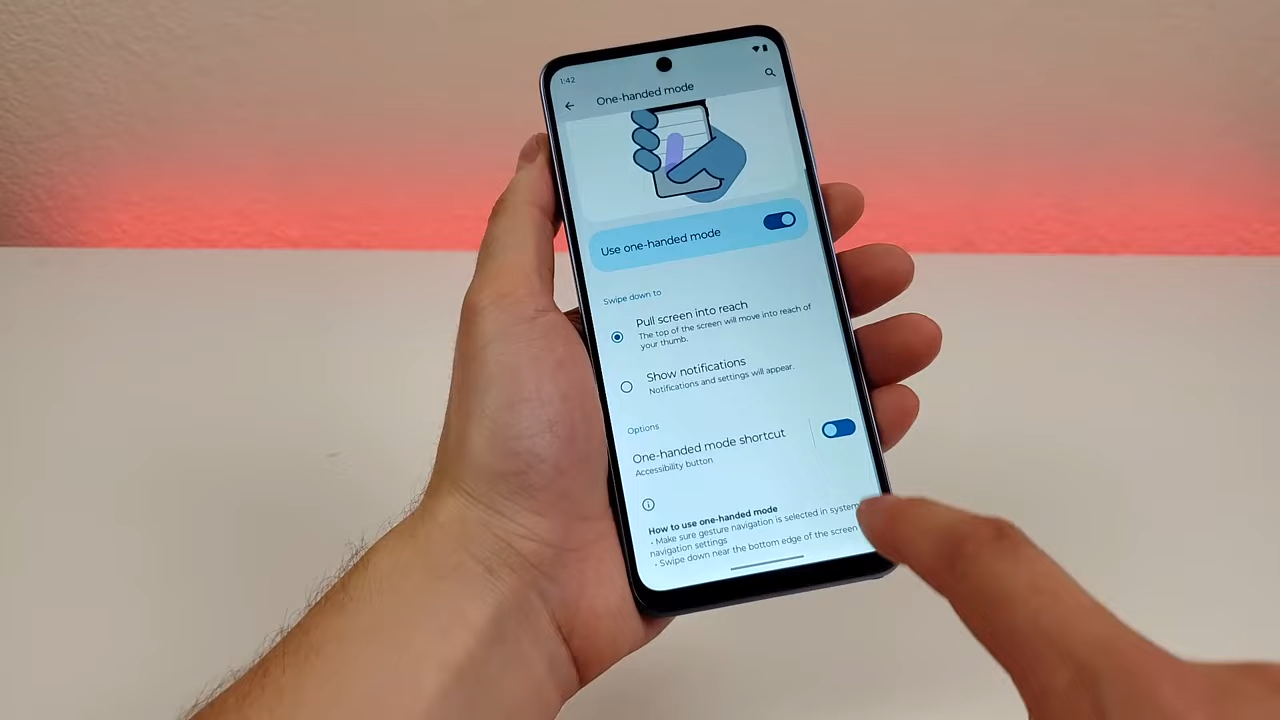 1:42
One-handed mode
Use one-handed mode
Swipe down to
Pull screen into reach
The top of the screen will move into reach of
your thumb.
Show notifications
Notifications and settings will appear.
Options
One-handed mode shortcut
Accessibility button
How to use one-handed mode
• Make sure gesture navigation is selected in system
navigation settings
• Swipe down near the bottom edge of the screen